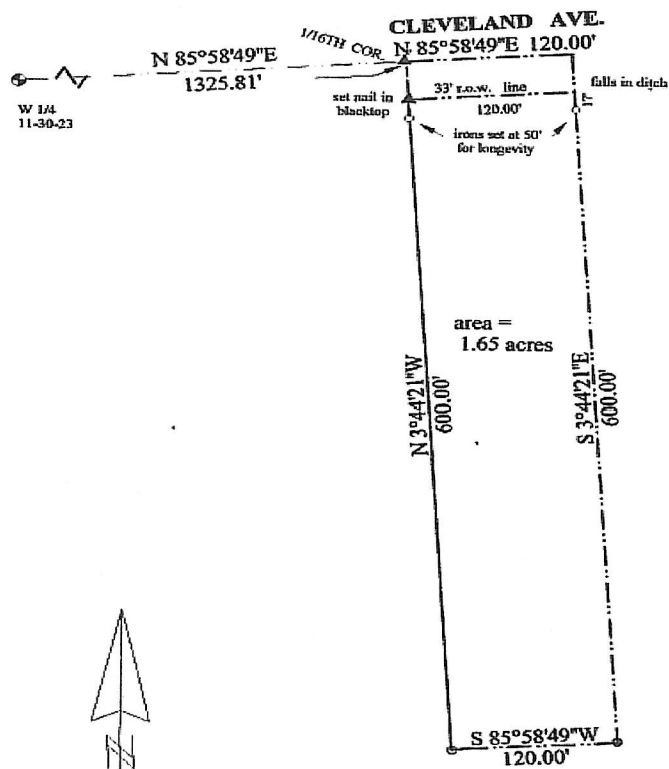 CLEVELAND AVE.
N 85°58'49"E 120.00'
1/16TH COR.
N 85°58'49"E
1325.81'
W 1/4
11-30-23
33' r.o.w. line
120.00'
set nail in
blacktop
falls in ditch
17'
irons set at 50'
for longevity
area =
1.65 acres
N 3°44'21"W
600.00'
S 3°44'21"E
600.00'
S 85°58'49"W
120.00'
N